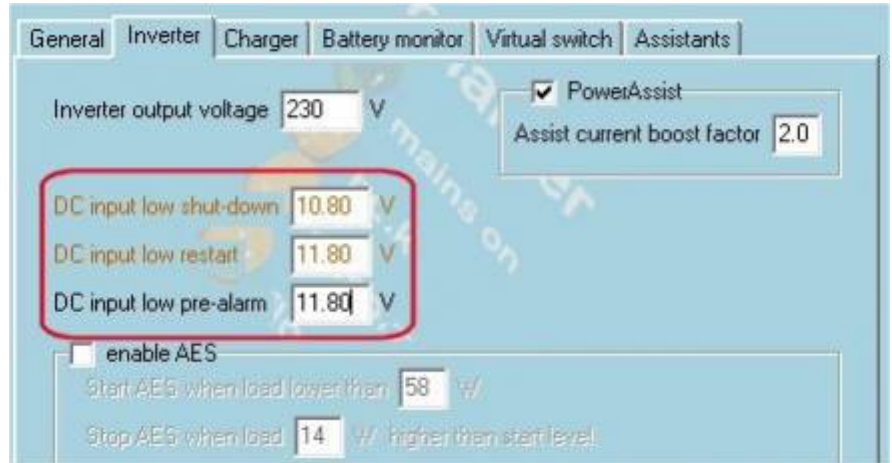 General Inverter Charger Battery monitor Virtual switch Assistants
PowerAssist
Inverter output voltage 230 V
Assist current boost factor 2.0
DC input low shut-down 10.80 V
DC input low restart 11.80 V
DC input low pre-alarm 11.80 V
enable AES
Start AES when load lower than 58 W
Stop AES when load 14 W higher than start level
mains on